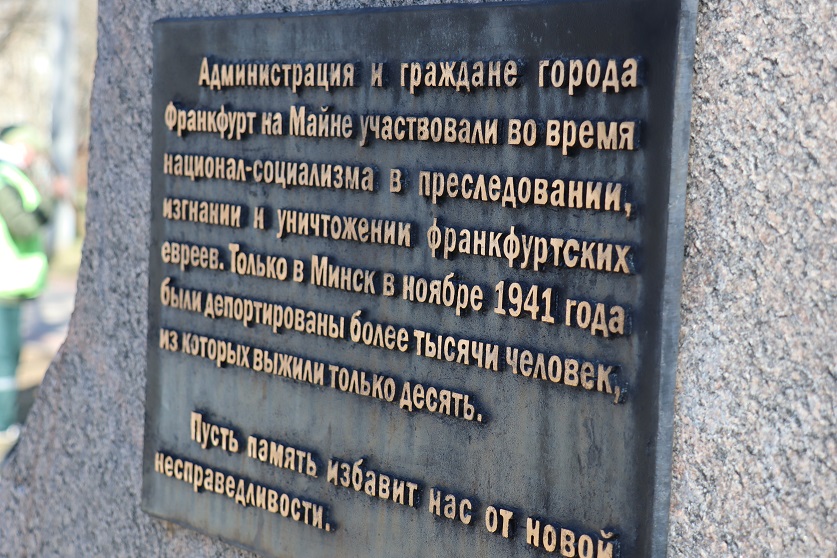 Администрация и граждане города
Франкфурт на Майне участвовали во время
национал-социализма в преследовании,
изгнании и уничтожении франкфуртских
евреев. Только в Минск в ноябре 1941 года
были депортированы более тысячи человек,
из которых выжили только десять.
Пусть память избавит нас от новой
несправедливости.